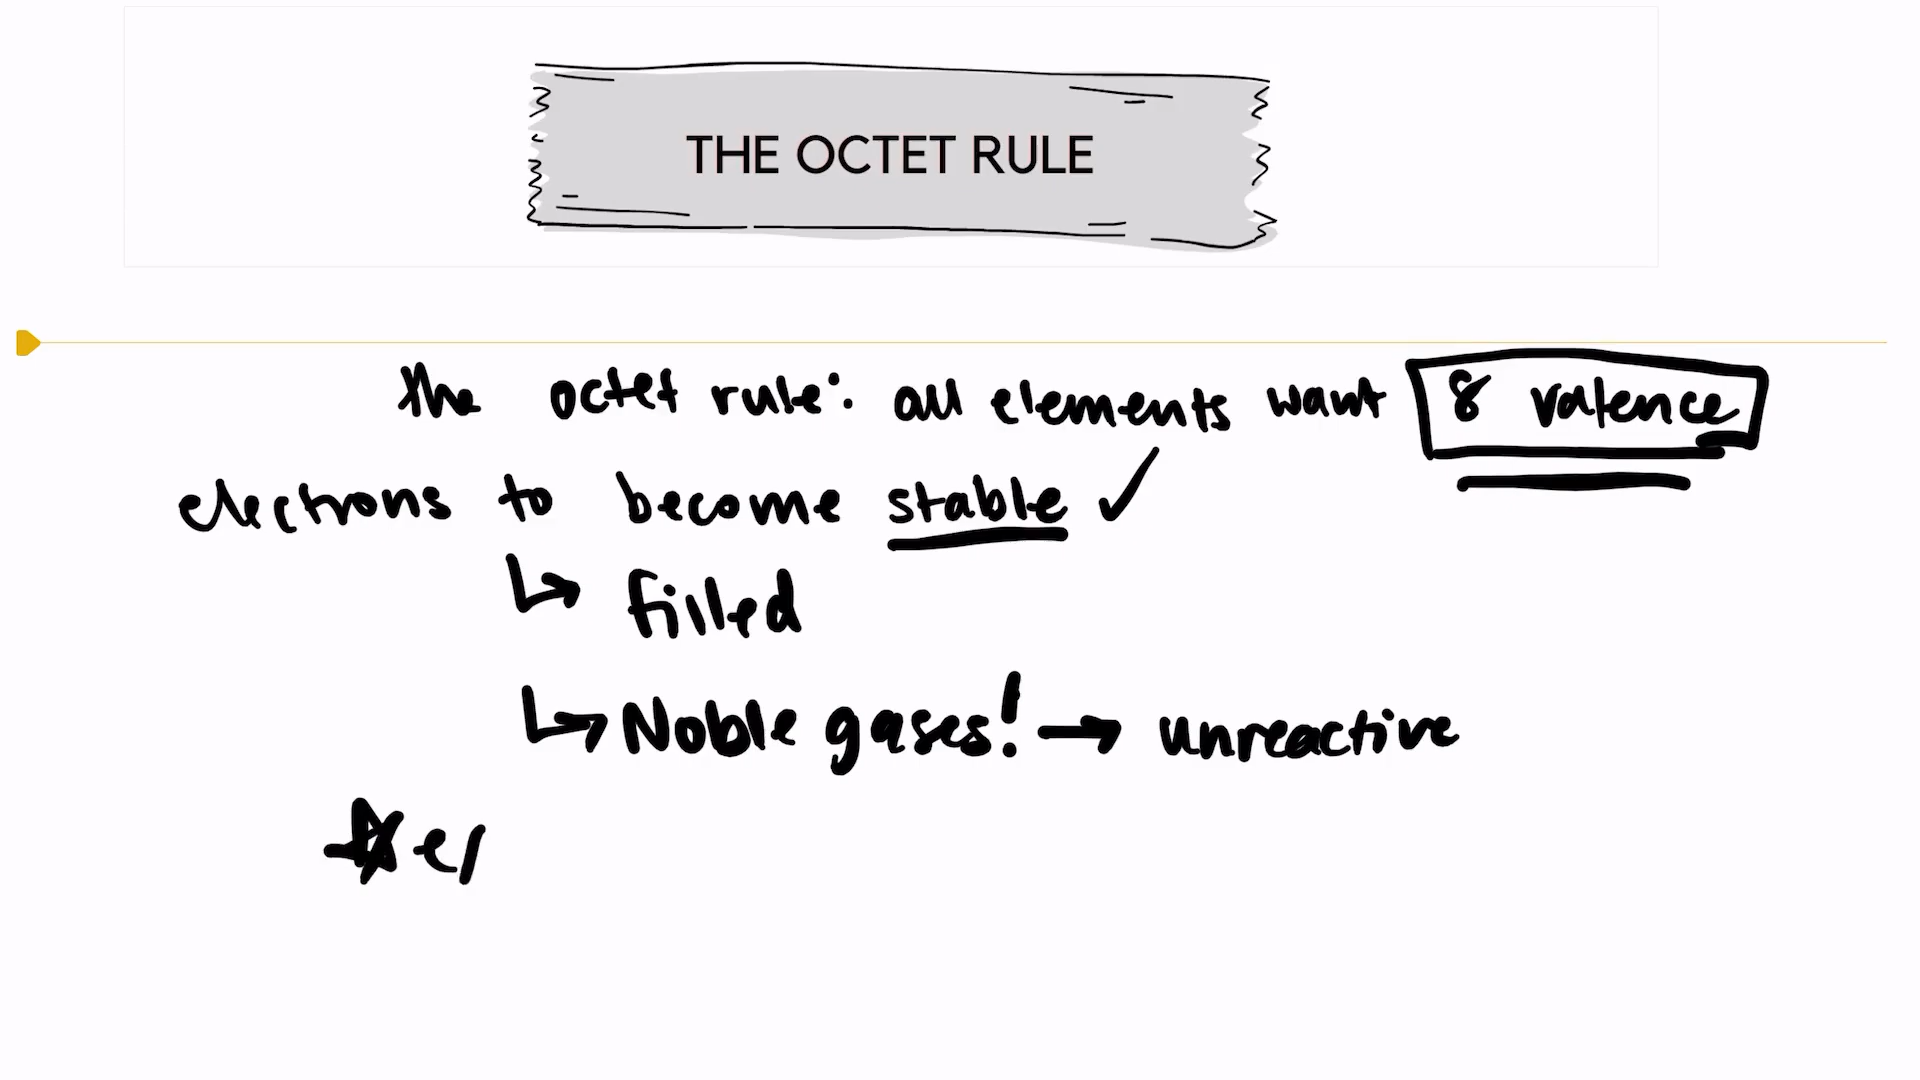 THE OCTET RULE
the octet rule: all elements want 8 valence
electrons to become stable ✓
↳ filled
↳ Noble gases! → unreactive
☆ el